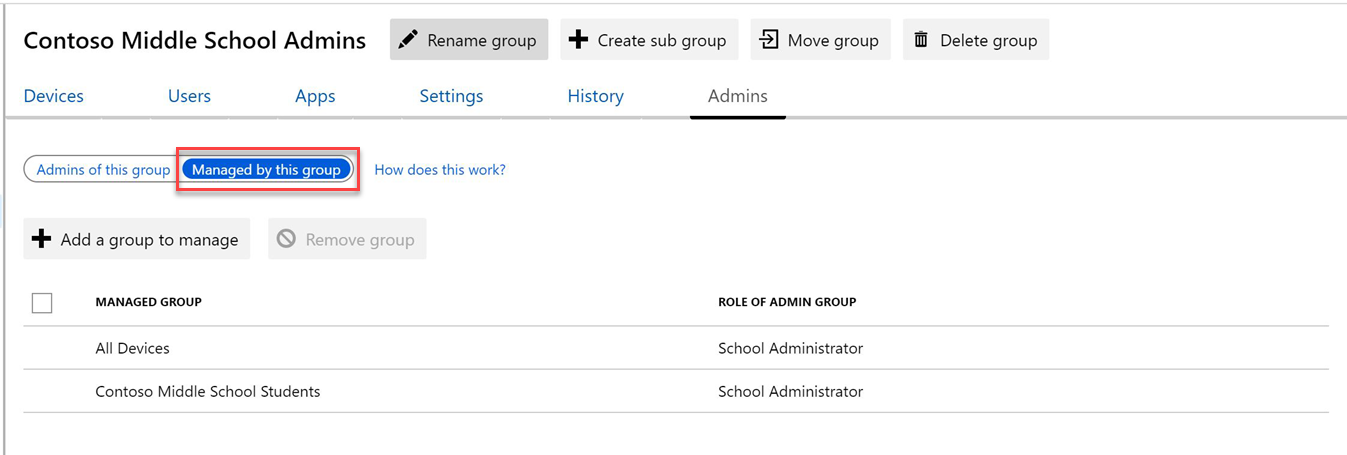 Contoso Middle School Admins Rename group Create sub group Move group Delete group
Devices Users Apps Settings History Admins
Admins of this group Managed by this group How does this work?
Add a group to manage Remove group
MANAGED GROUP ROLE OF ADMIN GROUP
All Devices School Administrator
Contoso Middle School Students School Administrator